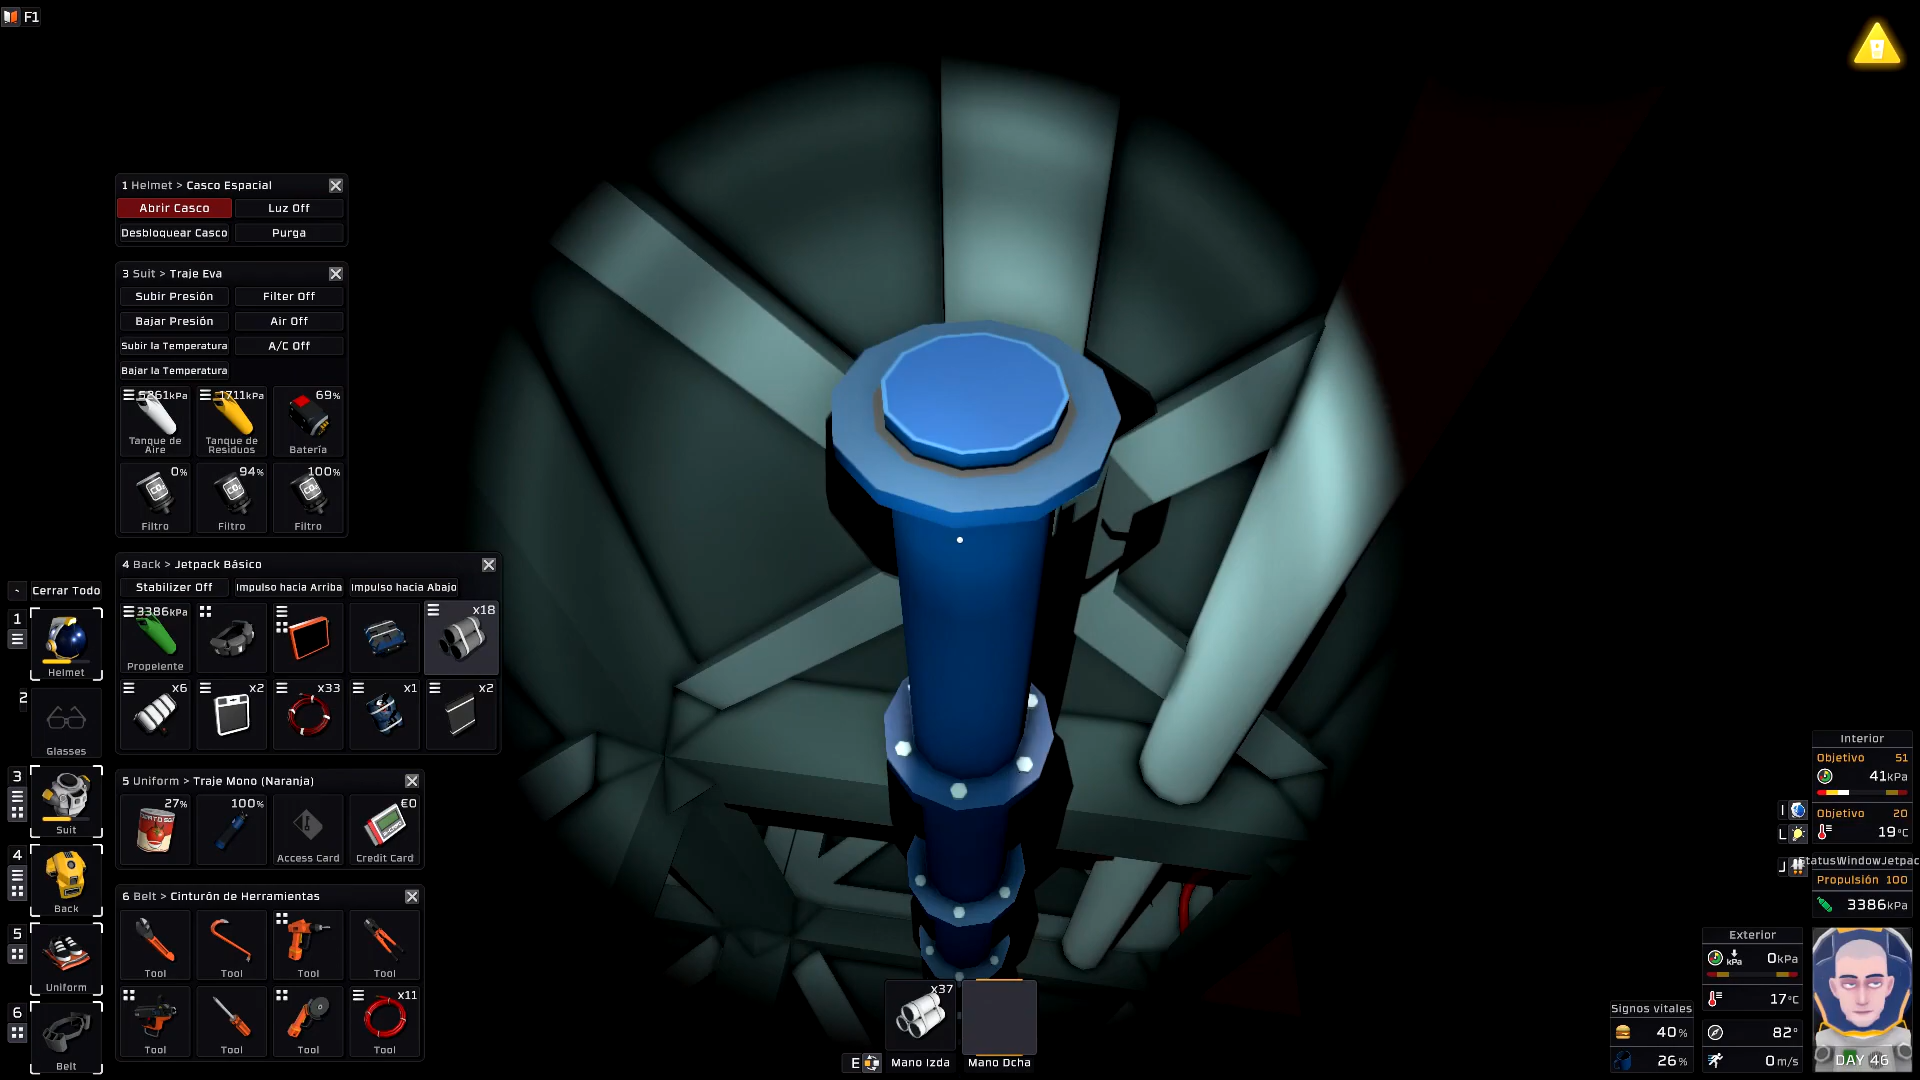 F1
1 Helmet > Casco Espacial
Abrir Casco
Luz Off
Desbloquear Casco
Purga
3 Suit > Traje Eva
Subir Presión
Filter Off
Bajar Presión
Air Off
Subir la Temperatura
A/C Off
Bajar la Temperatura
5261kPa
1711kPa
69%
Tanque de Aire
Tanque de Residuos
Batería
0%
94%
100%
CO₂
CO₂
CO₂
Filtro
Filtro
Filtro
4 Back > Jetpack Básico
Stabilizer Off
Impulso hacia Arriba
Impulso hacia Abajo
3386kPa
x18
Propelente
x6
x2
x33
x1
x2
5 Uniform > Traje Mono (Naranja)
27%
100%
€0
Access Card
Credit Card
6 Belt > Cinturón de Herramientas
Tool
Tool
Tool
Tool
x11
Tool
Tool
Tool
Tool
~
Cerrar Todo
1
Helmet
2
Glasses
3
Suit
4
Back
5
Uniform
6
Belt
x37
E
Mano Izda
Mano Dcha
Interior
Objetivo 51
41kPa
Objetivo 20
19°C
I
L
J
StatusWindowJetpac
Propulsión 100
3386kPa
Exterior
kPa
0kPa
17°C
82°
0m/s
Signos vitales
40%
26%
DAY 46